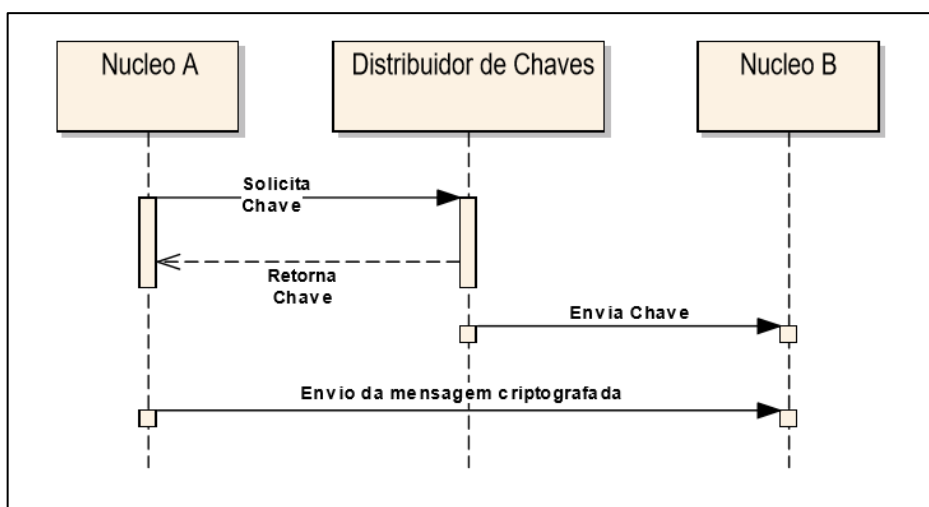 Nucleo A
Distribuidor de Chaves
Nucleo B
Solicita
Chave
Retorna
Chave
Envia Chave
Envio da mensagem criptografada